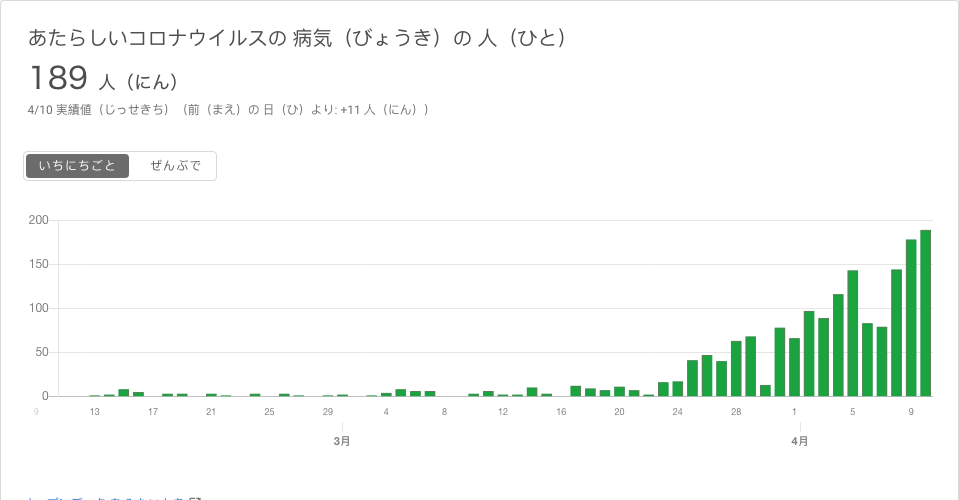 あたらしいコロナウイルスの 病気（びょうき）の 人（ひと）
189 人（にん）
4/10 実績値（じっせきち）（前（まえ）の 日（ひ）より: +11 人（にん））
いちにちごと ぜんぶで
200
150
100
50
0
9 13 17 21 25 29 4 8 12 16 20 24 28 1 5 9
3月 4月